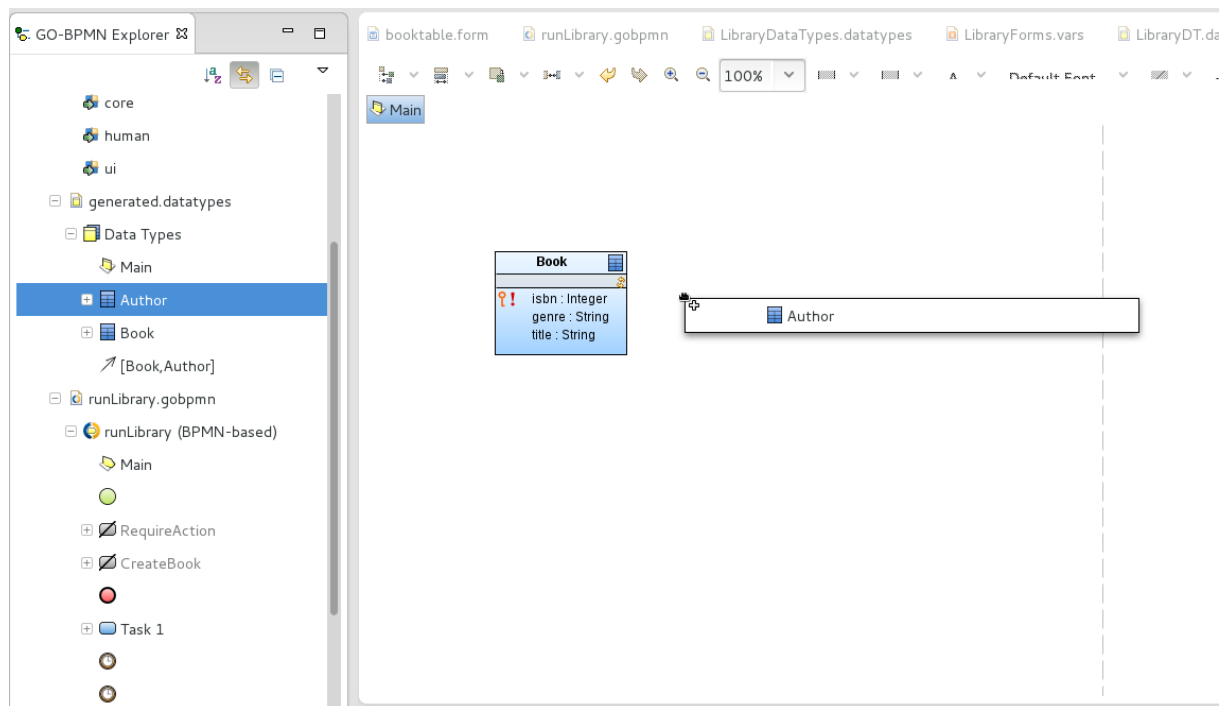 GO-BPMN Explorer
core
human
ui
generated.datatypes
Data Types
Main
Author
Book
[Book,Author]
runLibrary.gobpmn
runLibrary (BPMN-based)
Main
RequireAction
CreateBook
Task 1
booktable.form
runLibrary.gobpmn
LibraryDataTypes.datatypes
LibraryForms.vars
LibraryDT.da
100%
A
Default Font
Main
Book
isbn : Integer
genre : String
title : String
Author